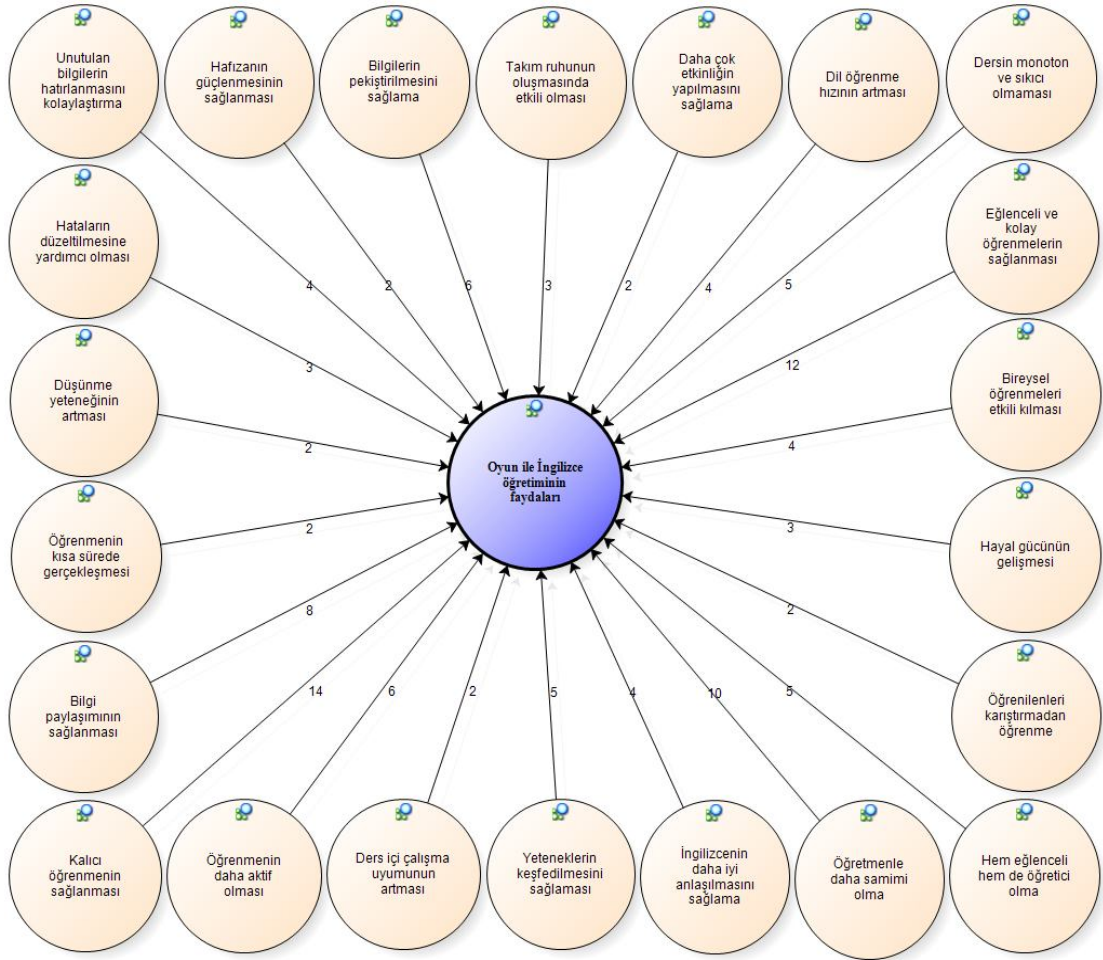 Unutulan
bilgilerin
hatırlanmasını
kolaylaştırma
Hafızanın
güçlenmesinin
sağlanması
Bilgilerin
pekiştirilmesini
sağlama
Takım ruhunun
oluşmasında
etkili olması
Daha çok
etkinliğin
yapılmasını
sağlama
Dil öğrenme
hızının artması
Dersin monoton
ve sıkıcı
olmaması
Hataların
düzeltilmesine
yardımcı olması
Eğlenceli ve
kolay
öğrenmelerin
sağlanması
4
2
6
3
2
4
5
3
12
Düşünme
yeteneğinin
artması
Bireysel
öğrenmeleri
etkili kılması
2
4
Oyun ile İngilizce
öğretiminin
faydaları
Öğrenmenin
kısa sürede
gerçekleşmesi
2
3
Hayal gücünün
gelişmesi
8
2
Bilgi
paylaşımının
sağlanması
Öğrenilenleri
karıştırmadan
öğrenme
14
6
2
5
4
10
5
Kalıcı
öğrenmenin
sağlanması
Öğrenmenin
daha aktif
olması
Ders içi çalışma
uyumunun
artması
Yeteneklerin
keşfedilmesini
sağlaması
İngilizcenin
daha iyi
anlaşılmasını
sağlama
Öğretmenle
daha samimi
olma
Hem eğlenceli
hem de öğretici
olma